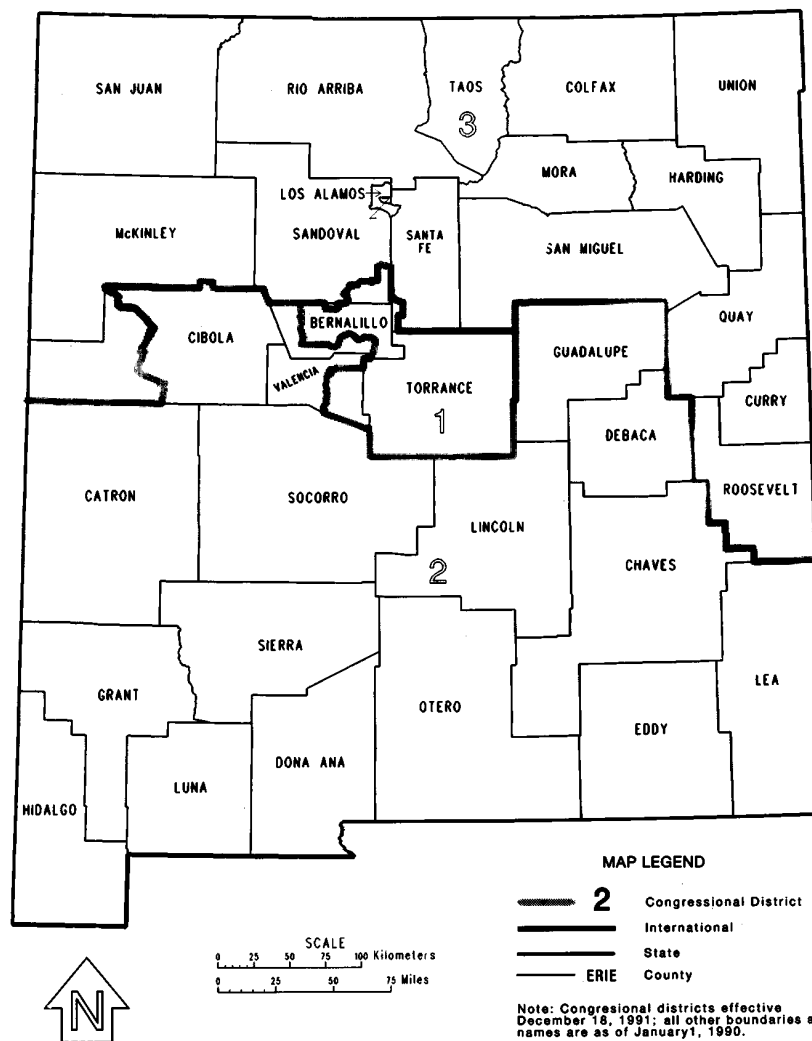 SAN JUAN
RIO ARRIBA
TAOS
COLFAX
UNION
3
MORA
HARDING
LOS ALAMOS
2
McKINLEY
SANDOVAL
SANTA
FE
SAN MIGUEL
QUAY
BERNALILLO
CIBOLA
GUADALUPE
VALENCIA
TORRANCE
CURRY
1
DEBACA
CATRON
SOCORRO
ROOSEVELT
LINCOLN
2
CHAVES
SIERRA
GRANT
OTERO
LEA
EDDY
DONA ANA
LUNA
HIDALGO
MAP LEGEND
2 Congressional District
International
State
ERIE County
SCALE
0 25 50 75 100 Kilometers
0 25 50 75 Miles
N
Note: Congresional districts effective
December 18, 1991; all other boundaries a
names are as of January1, 1990.